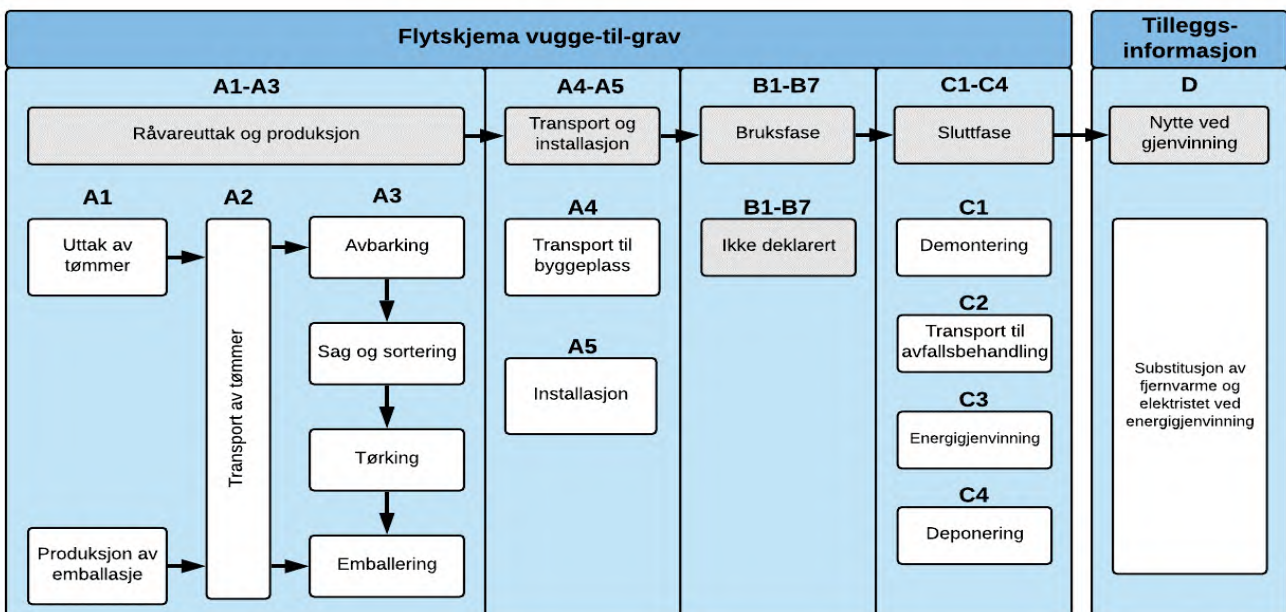 Flytskjema vugge-til-grav
Tilleggs-
informasjon
A1-A3
A4-A5
B1-B7
C1-C4
D
Råvareuttak og produksjon
Transport og
installasjon
Bruksfase
Sluttfase
Nytte ved
gjenvinning
A1
Uttak av
tømmer
Produksjon av
emballasje
A2
Transport av tømmer
A3
Avbarking
Sag og sortering
Tørking
Emballering
A4
Transport til
byggeplass
A5
Installasjon
B1-B7
Ikke deklarert
C1
Demontering
C2
Transport til
avfallsbehandling
C3
Energigjenvinning
C4
Deponering
Substitusjon av
fjernvarme og
elektristet ved
energigjenvinning